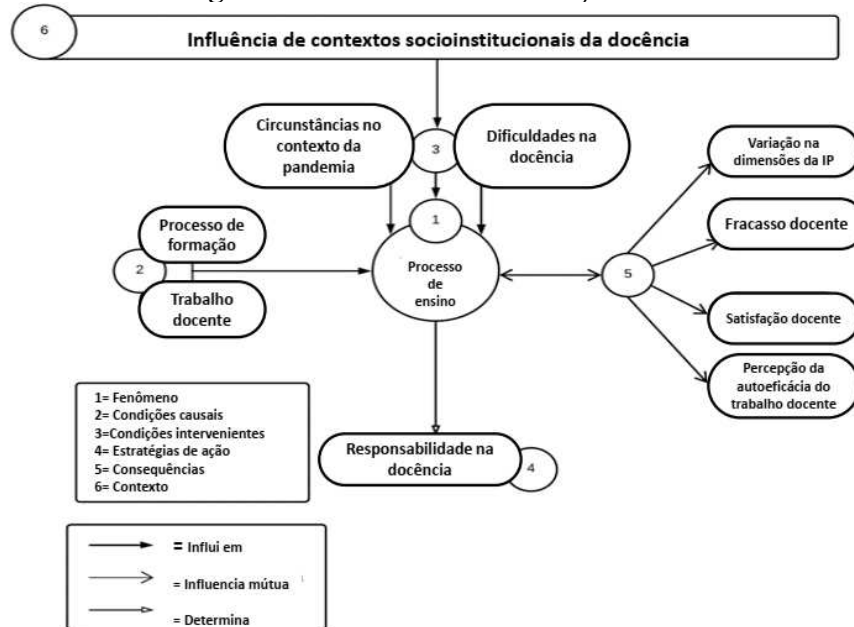 6
Influência de contextos socioinstitucionais da docência
Circunstâncias no
contexto da
pandemia
3
Dificuldades na
docência
Variação na
dimensões da IP
Fracasso docente
Satisfação docente
Percepção da
autoeficácia do
trabalho docente
5
1
Processo
de
ensino
Processo de
formação
2
Trabalho
docente
Responsabilidade na
docência
4
1= Fenômeno
2= Condições causais
3=Condições intervenientes
4= Estratégias de ação
5= Consequências
6= Contexto
= Influi em
= Influencia mútua
= Determina